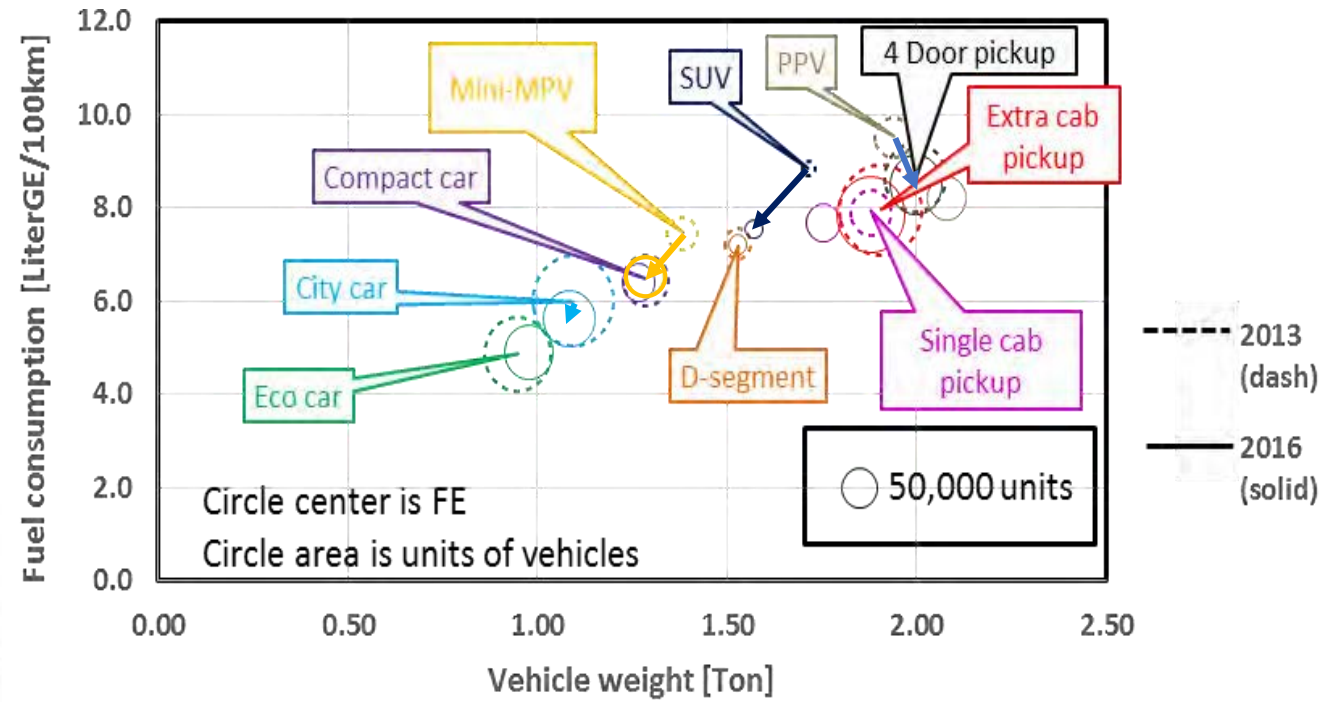 Fuel consumption [LiterGE/100km]
12.0
10.0
8.0
6.0
4.0
2.0
0.0
Mini-MPV
SUV
PPV
4 Door pickup
Extra cab
pickup
Compact car
City car
Eco car
D-segment
Single cab
pickup
2013
(dash)
2016
(solid)
50,000 units
Circle center is FE
Circle area is units of vehicles
0.00
0.50
1.00
1.50
2.00
2.50
Vehicle weight [Ton]